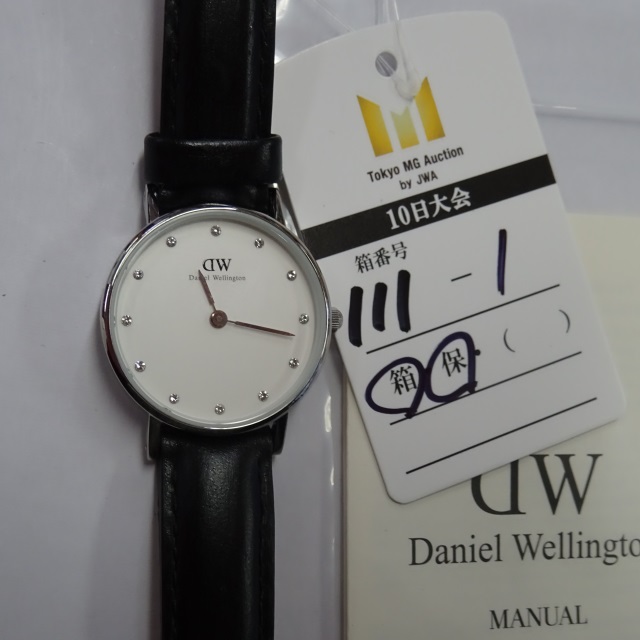 DW
Daniel Wellington
Tokyo MG Auction
by JWA
10日大会
箱番号
111 - 1
箱 保 ( )
DW
Daniel Wellingto
MANUAL